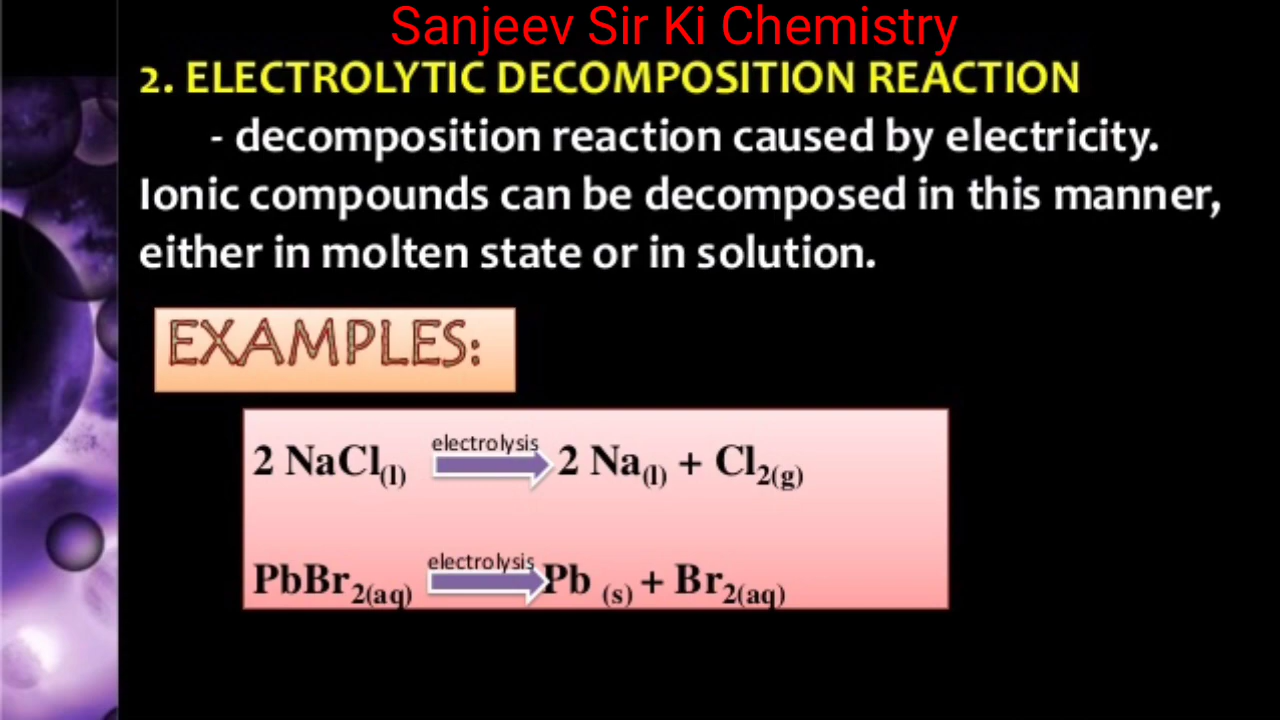 Sanjeev Sir Ki Chemistry
2. ELECTROLYTIC DECOMPOSITION REACTION
- decomposition reaction caused by electricity.
Ionic compounds can be decomposed in this manner,
either in molten state or in solution.
EXAMPLES:
2 NaCl(l) electrolysis 2 Na(l) + Cl2(g)
PbBr2(aq) electrolysis Pb (s) + Br2(aq)